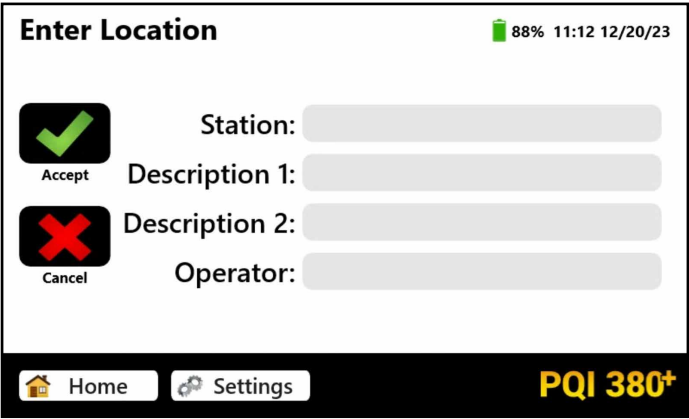 Enter Location
88% 11:12 12/20/23
Station:
Accept
Description 1:
Description 2:
Cancel
Operator:
Home
Settings
PQI 380+